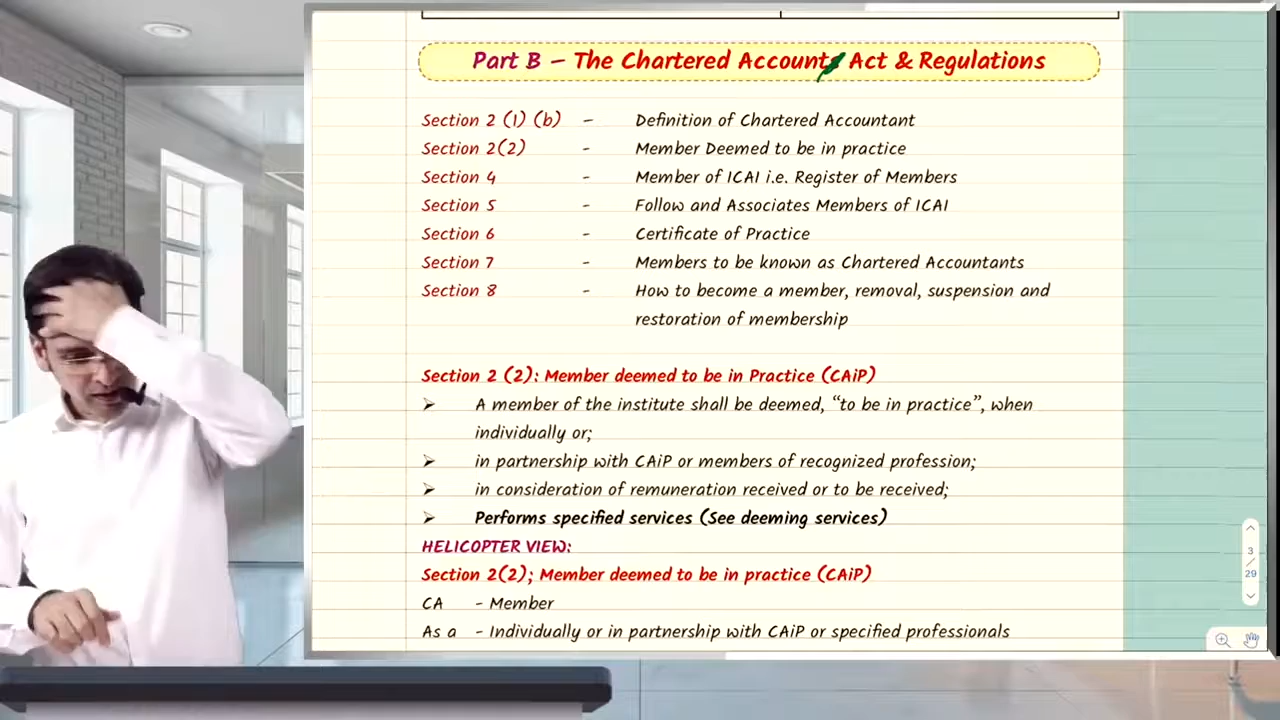 Part B – The Chartered Accounts Act & Regulations
Section 2 (1) (b) – Definition of Chartered Accountant
Section 2(2) - Member Deemed to be in practice
Section 4 - Member of ICAI i.e. Register of Members
Section 5 - Follow and Associates Members of ICAI
Section 6 - Certificate of Practice
Section 7 - Members to be known as Chartered Accountants
Section 8 - How to become a member, removal, suspension and
restoration of membership
Section 2 (2): Member deemed to be in Practice (CAiP)
➢ A member of the institute shall be deemed, “to be in practice”, when
individually or;
➢ in partnership with CAiP or members of recognized profession;
➢ in consideration of remuneration received or to be received;
➢ Performs specified services (See deeming services)
HELICOPTER VIEW:
Section 2(2); Member deemed to be in practice (CAiP)
CA - Member
As a - Individually or in partnership with CAiP or specified professionals
3
/
29